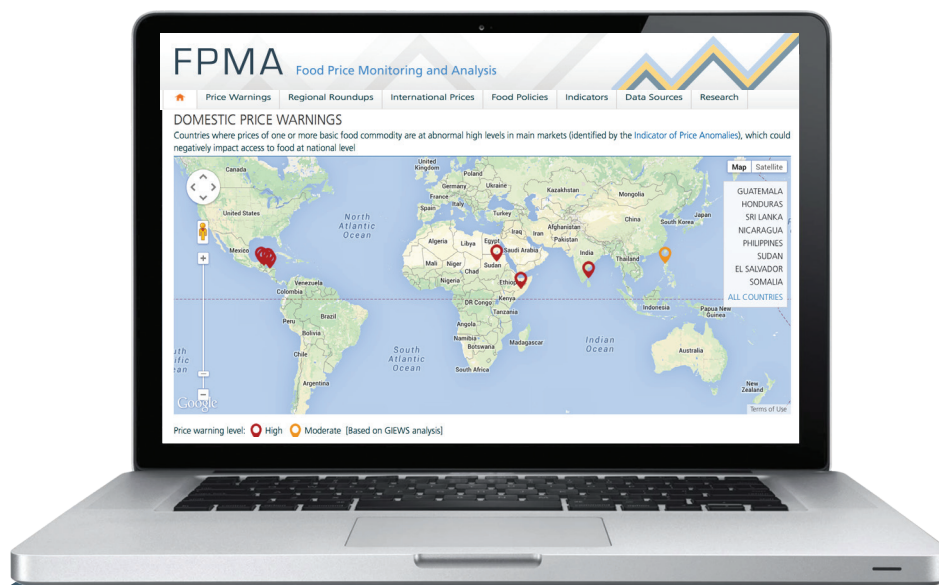 FPMA Food Price Monitoring and Analysis
Price Warnings Regional Roundups International Prices Food Policies Indicators Data Sources Research
DOMESTIC PRICE WARNINGS
Countries where prices of one or more basic food commodity are at abnormal high levels in main markets (identified by the Indicator of Price Anomalies), which could
negatively impact access to food at national level
Map Satellite
GUATEMALA
HONDURAS
SRI LANKA
NICARAGUA
PHILIPPINES
SUDAN
EL SALVADOR
SOMALIA
ALL COUNTRIES
Canada
United States
Mexico
North
Atlantic
Ocean
Venezuela
Colombia
Peru
Brazil
Bolivia
Chile
Argentina
South
Atlantic
Ocean
United
Kingdom
Poland
Germany
Ukraine
France
Italy
Spain
Turkey
Kazakhstan
Mongolia
China
South Korea
Japan
Iraq
Iran
Afghanistan
Pakistan
Algeria
Libya
Egypt
Saudi Arabia
India
Thailand
Mali
Niger
Chad
Sudan
Nigeria
Ethiop
Kenya
DR Congo
Tanzania
Angola
Namibia
Botswana
Madagascar
South Africa
Indian
Ocean
Indonesia
Papua New
Guinea
Australia
New
Zealand
Google
Terms of Use
Price warning level: High Moderate [Based on GIEWS analysis]